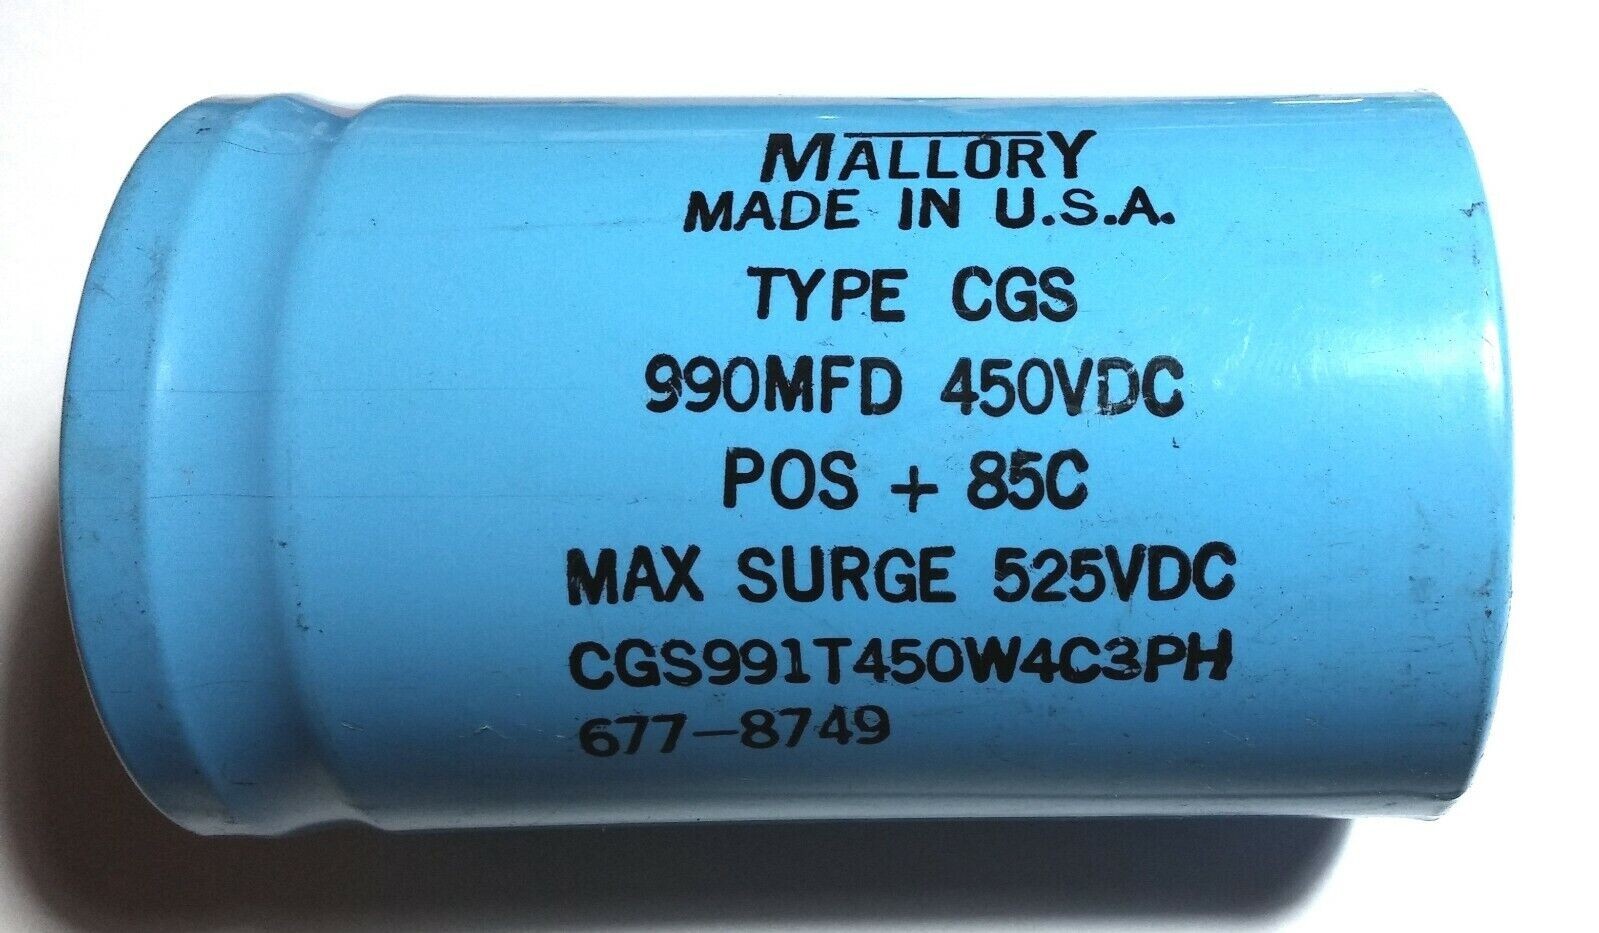 MALLORY
MADE IN U.S.A.
TYPE CGS
990MFD 450VDC
POS + 85C
MAX SURGE 525VDC
CGS991T450W4C3PH
677-8749